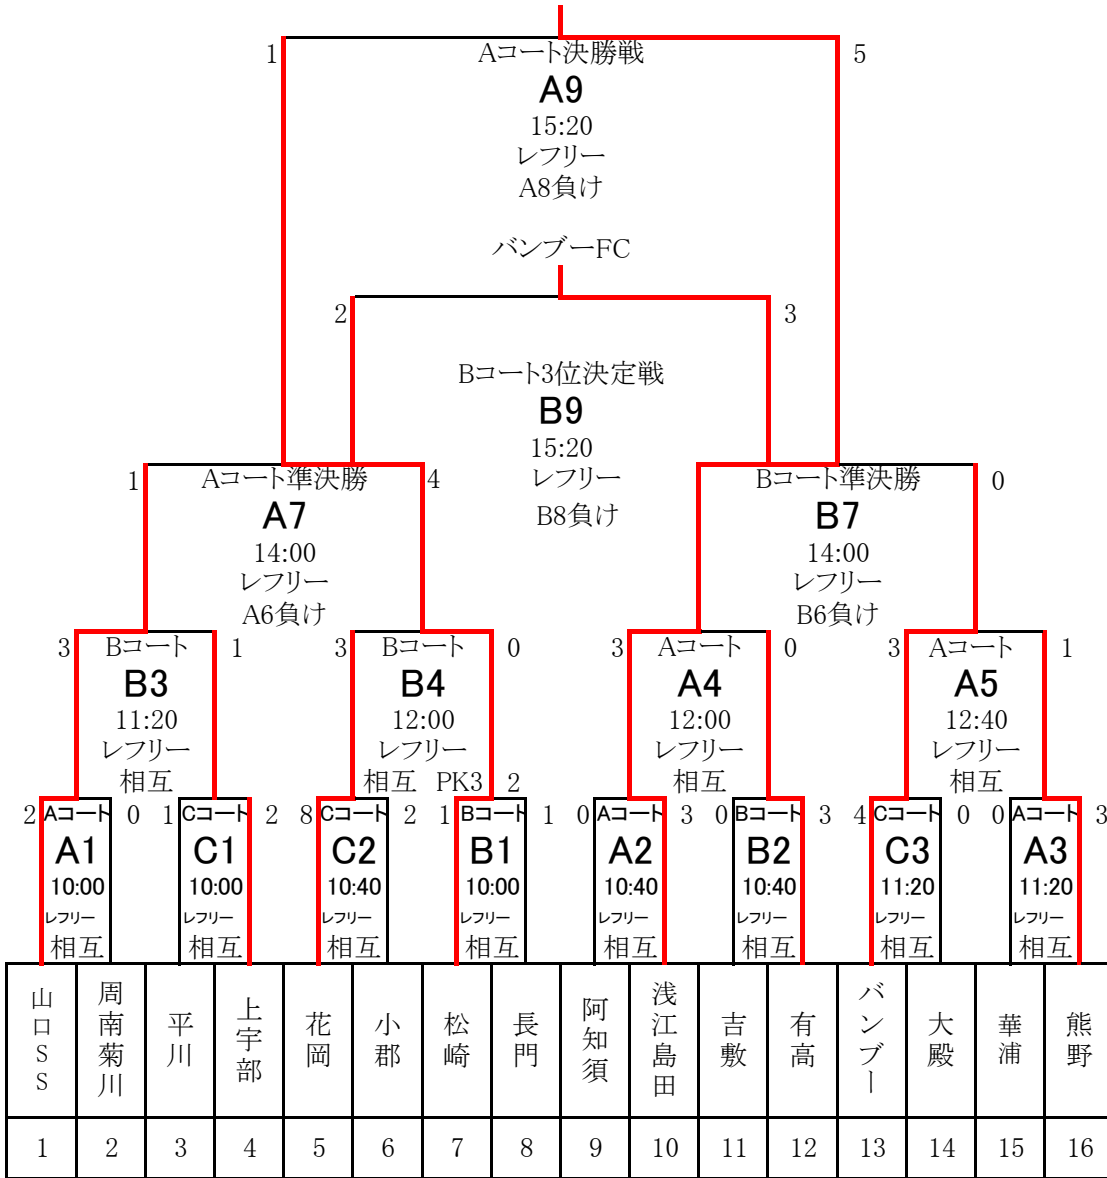 1 Aコート決勝戦 5
A9
15:20
レフリー
A8負け
バンブーFC
2 3
Bコート3位決定戦
B9
15:20
レフリー
B8負け
1 Aコート準決勝 4
A7
14:00
レフリー
A6負け
Bコート準決勝 0
B7
14:00
レフリー
B6負け
3 Bコート 1
B3
11:20
レフリー
相互
3 Bコート 0
B4
12:00
レフリー
相互 PK3 2
3 Aコート 0
A4
12:00
レフリー
相互
3 Aコート 1
A5
12:40
レフリー
相互
2 Aコート 0
A1
10:00
レフリー
相互
1 Cコート 2
C1
10:00
レフリー
相互
8 Cコート 2
C2
10:40
レフリー
相互
1 Bコート 1
B1
10:00
レフリー
相互
0 Aコート 3
A2
10:40
レフリー
相互
0 Bコート 3
B2
10:40
レフリー
相互
4 Cコート 0
C3
11:20
レフリー
相互
0 Aコート 3
A3
11:20
レフリー
相互
山口SS
周南菊川
平川
上宇部
花岡
小郡
松崎
長門
阿知須
浅江島田
吉敷
有高
バンブー
大殿
華浦
熊野
1 2 3 4 5 6 7 8 9 10 11 12 13 14 15 16